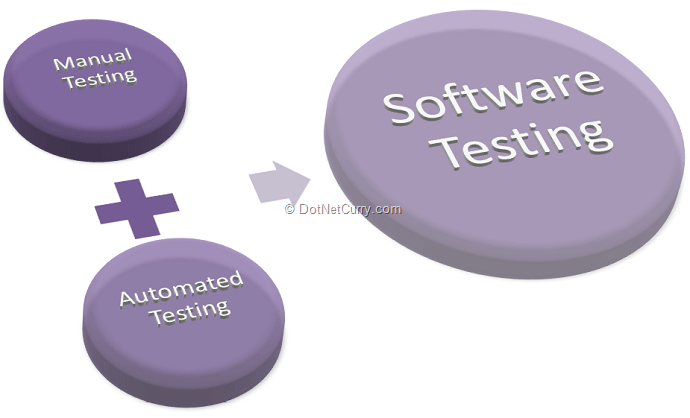 Manual
Testing
Software
Testing
© DotNetCurry.com
Automated
Testing